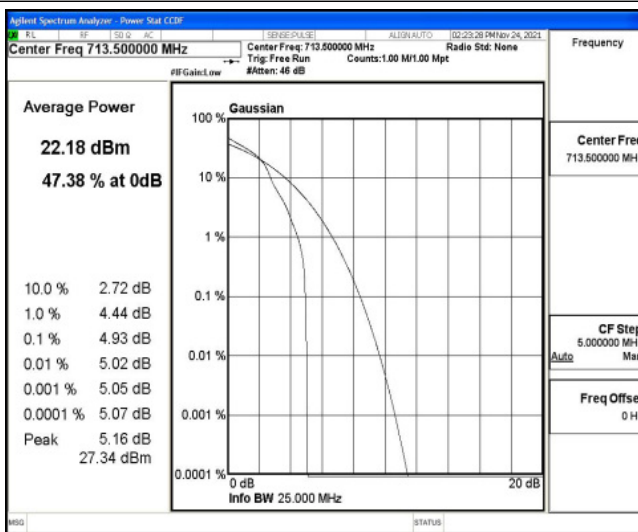 Agilent Spectrum Analyzer - Power Stat CCDF
RL RF 50 Ω AC SENSE:PULSE ALIGN AUTO 02:23:28 PM Nov 24, 2021
Center Freq 713.500000 MHz
Center Freq: 713.500000 MHz Radio Std: None
Trig: Free Run Counts:1.00 M/1.00 Mpt
#IFGain:Low #Atten: 46 dB
Frequency
Average Power
22.18 dBm
47.38 % at 0dB
10.0 % 2.72 dB
1.0 % 4.44 dB
0.1 % 4.93 dB
0.01 % 5.02 dB
0.001 % 5.05 dB
0.0001 % 5.07 dB
Peak 5.16 dB
27.34 dBm
Gaussian
100 %
10 %
1 %
0.1 %
0.01 %
0.001 %
0.0001 %
0 dB 20 dB
Info BW 25.000 MHz
Center Fre
713.500000 MH
CF Step
5.000000 MH
Auto Ma
Freq Offse
0 H
MSG STATUS